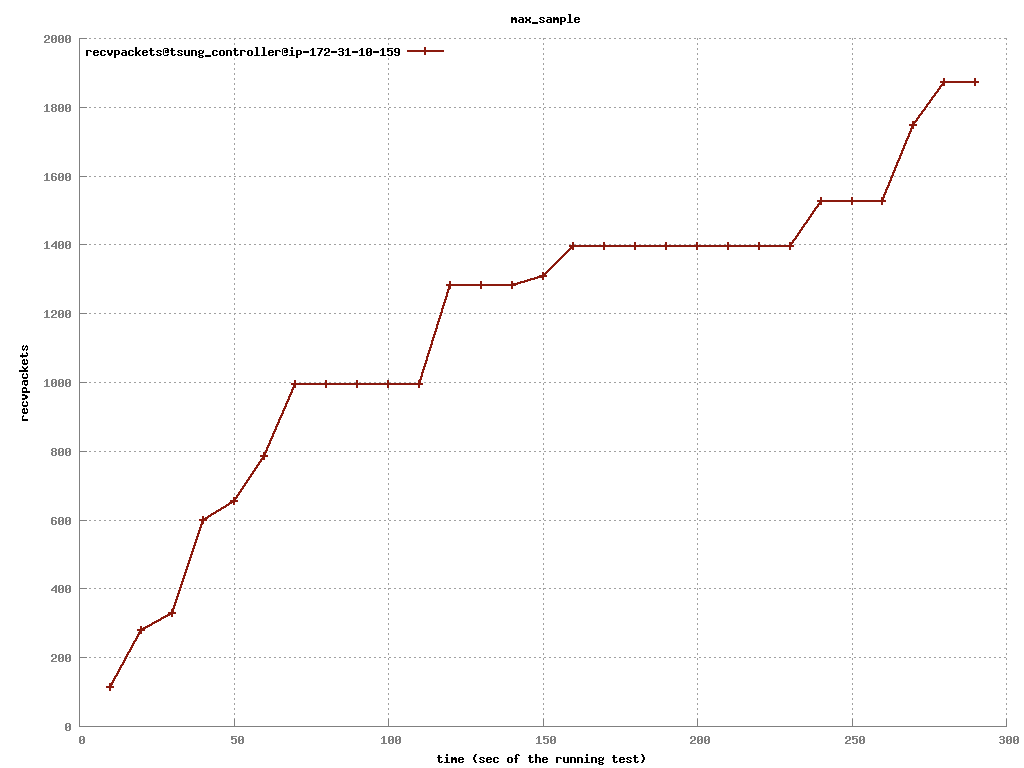 max_sample
recvpackets@tsung_controller@ip-172-31-10-159
2000
1800
1600
1400
1200
1000
800
600
400
200
0
recvpackets
0 50 100 150 200 250 300
time (sec of the running test)